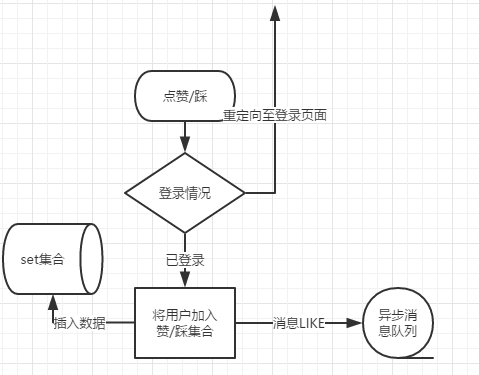 点赞/踩
重定向至登录页面
登录情况
set集合
已登录
将用户加入
赞/踩集合
插入数据
消息LIKE
异步消
息队列